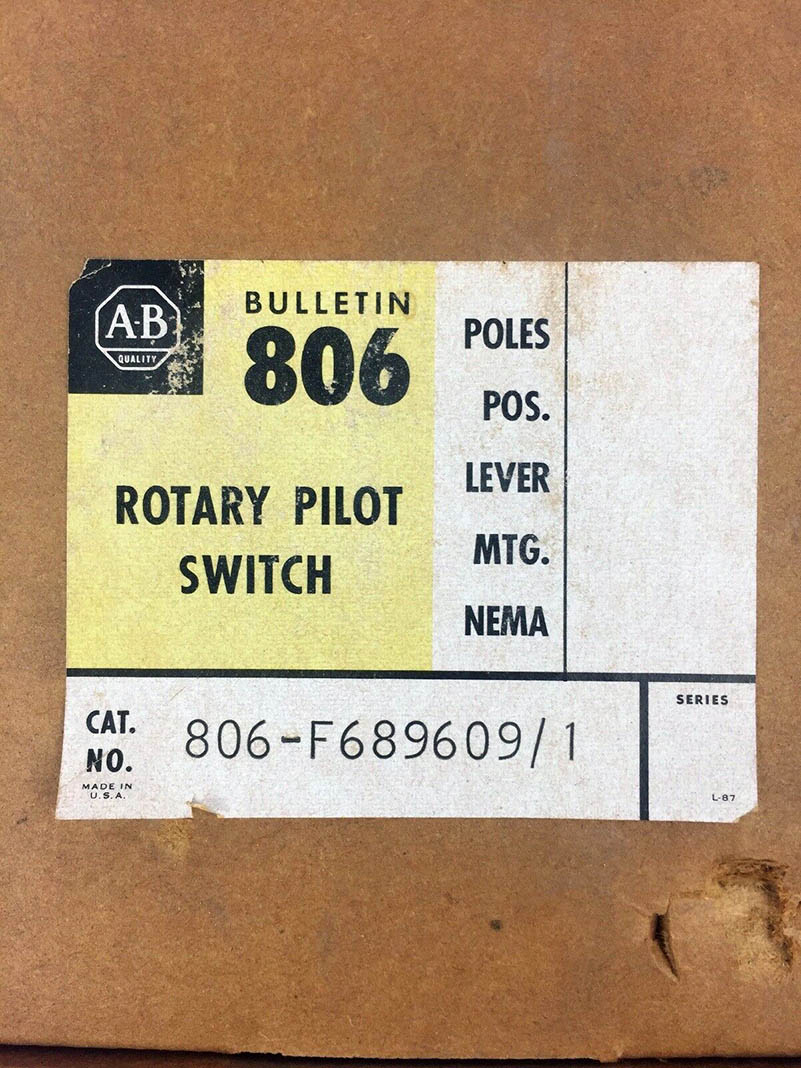 A-B
QUALITY
BULLETIN
806
ROTARY PILOT
SWITCH
POLES
POS.
LEVER
MTG.
NEMA
CAT.
NO.
MADE IN
U.S.A.
806-F689609/1
SERIES
L-87